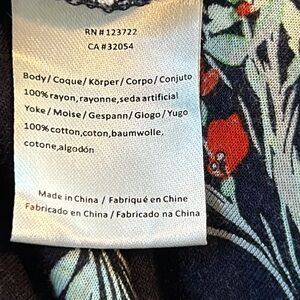 RN#123722
CA#32054
Body/Coque/Körper/Corpo/Conjuto
100%rayon,rayonne,seda artificial
Yoke/Moise/Gespann/Giogo/Yugo
100%cotton,coton,baumwolle,
cotone,algodón
Made in China / Fabriqué en Chine
Fabricado en China / Fabricado na China